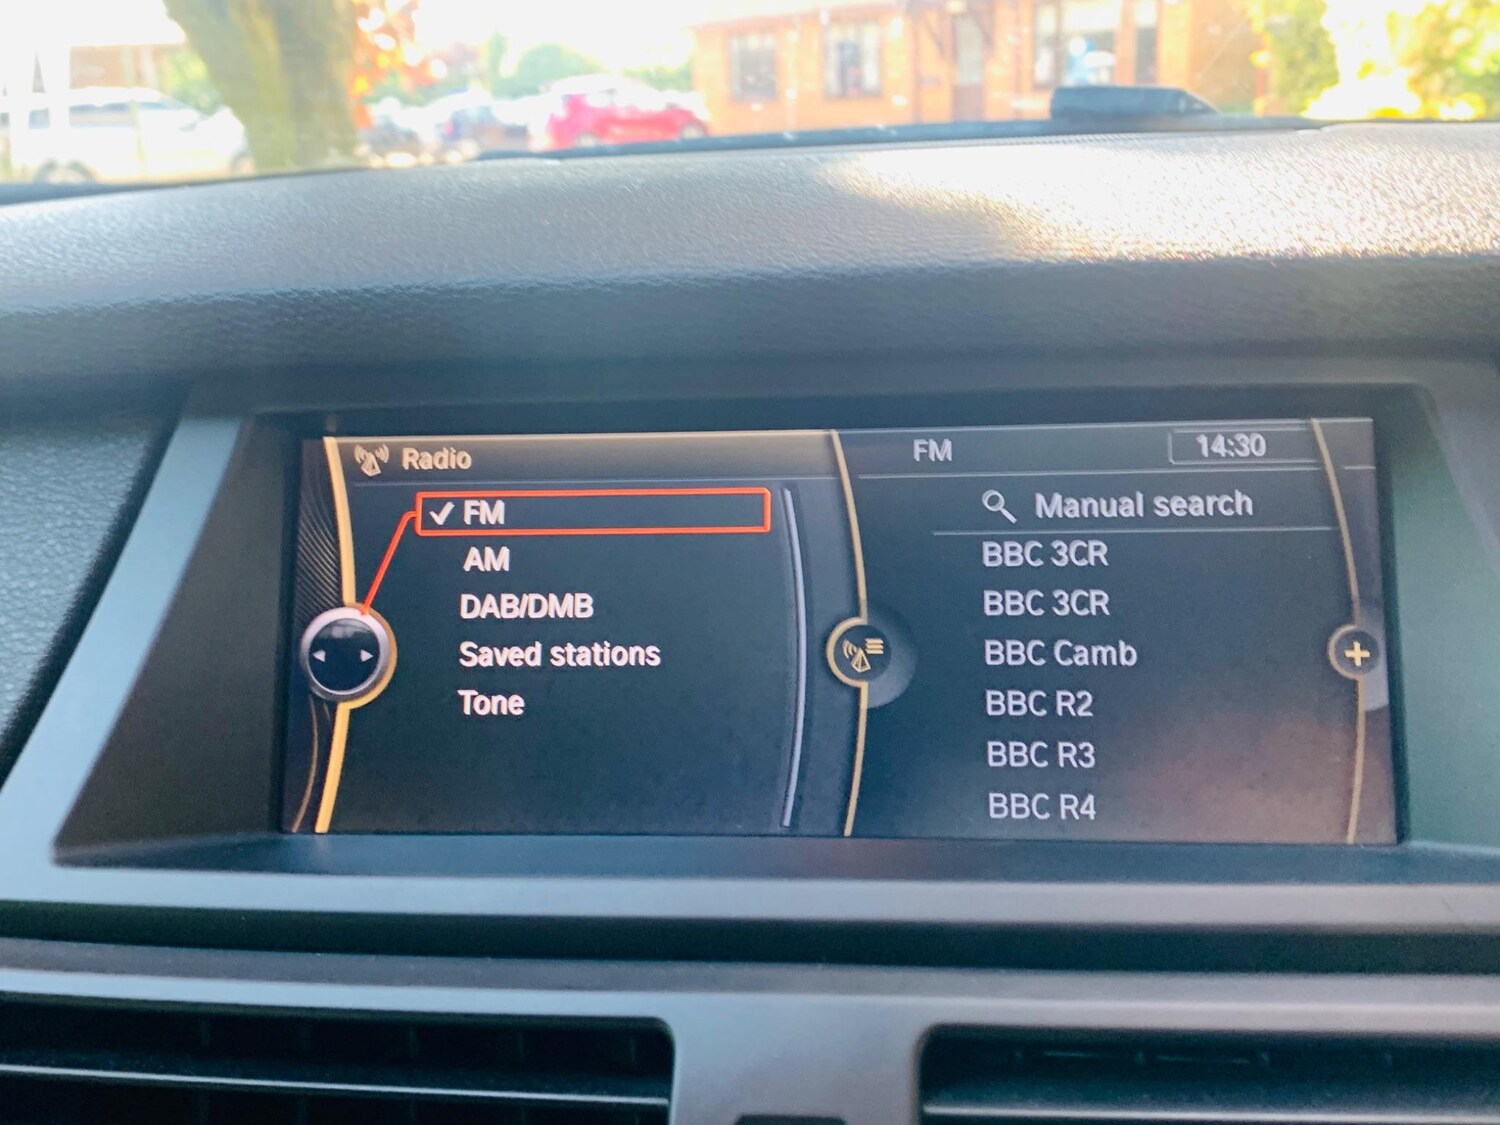 Radio
FM
AM
DAB/DMB
Saved stations
Tone
FM
14:30
Manual search
BBC 3CR
BBC 3CR
BBC Camb
BBC R2
BBC R3
BBC R4